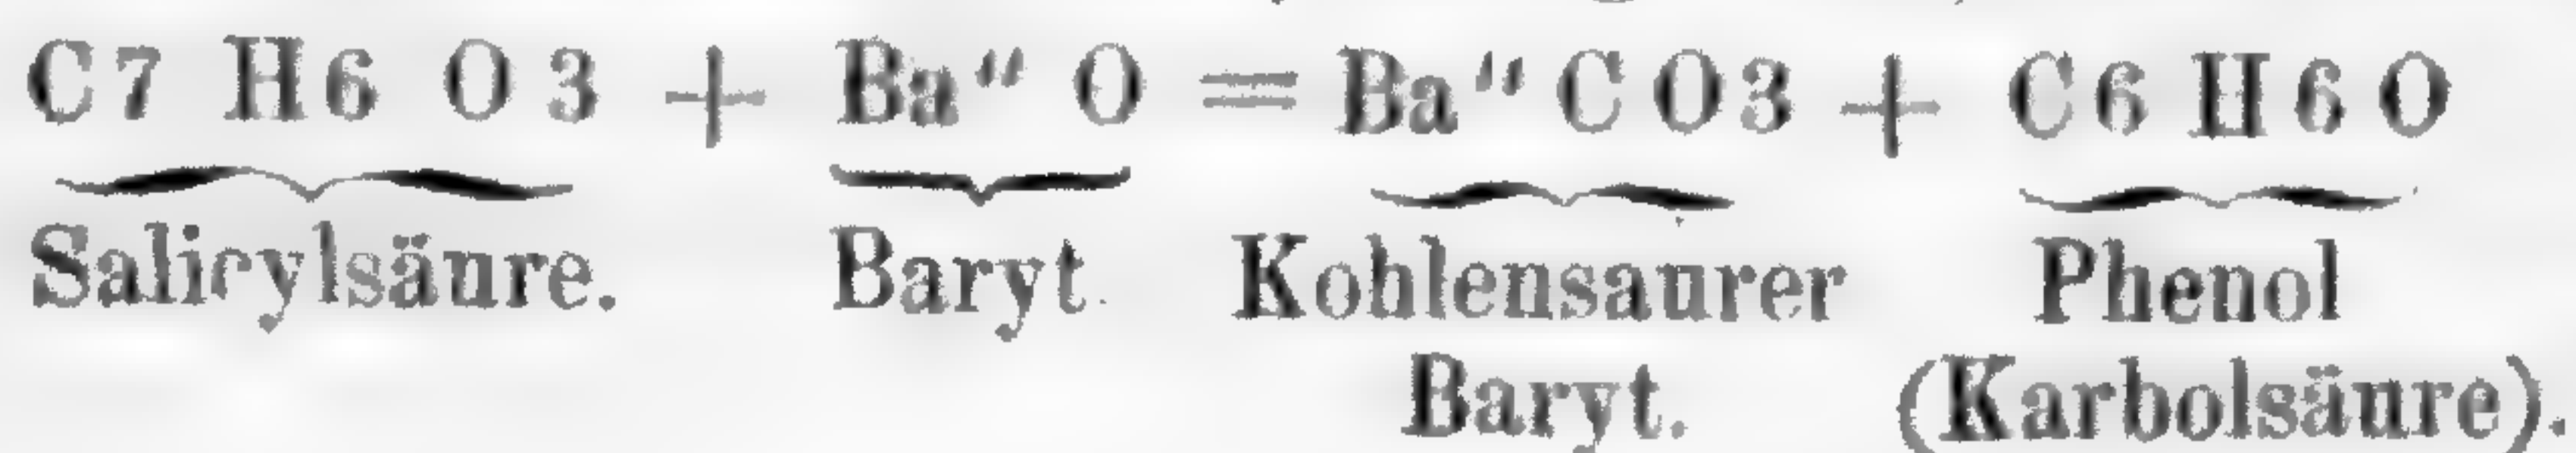 C7 H6 O3 + Ba" O = Ba" C O3 + C6 H6 O
Salicylsäure. Baryt Kohlensaurer Phenol
Baryt. (Karbolsäure).